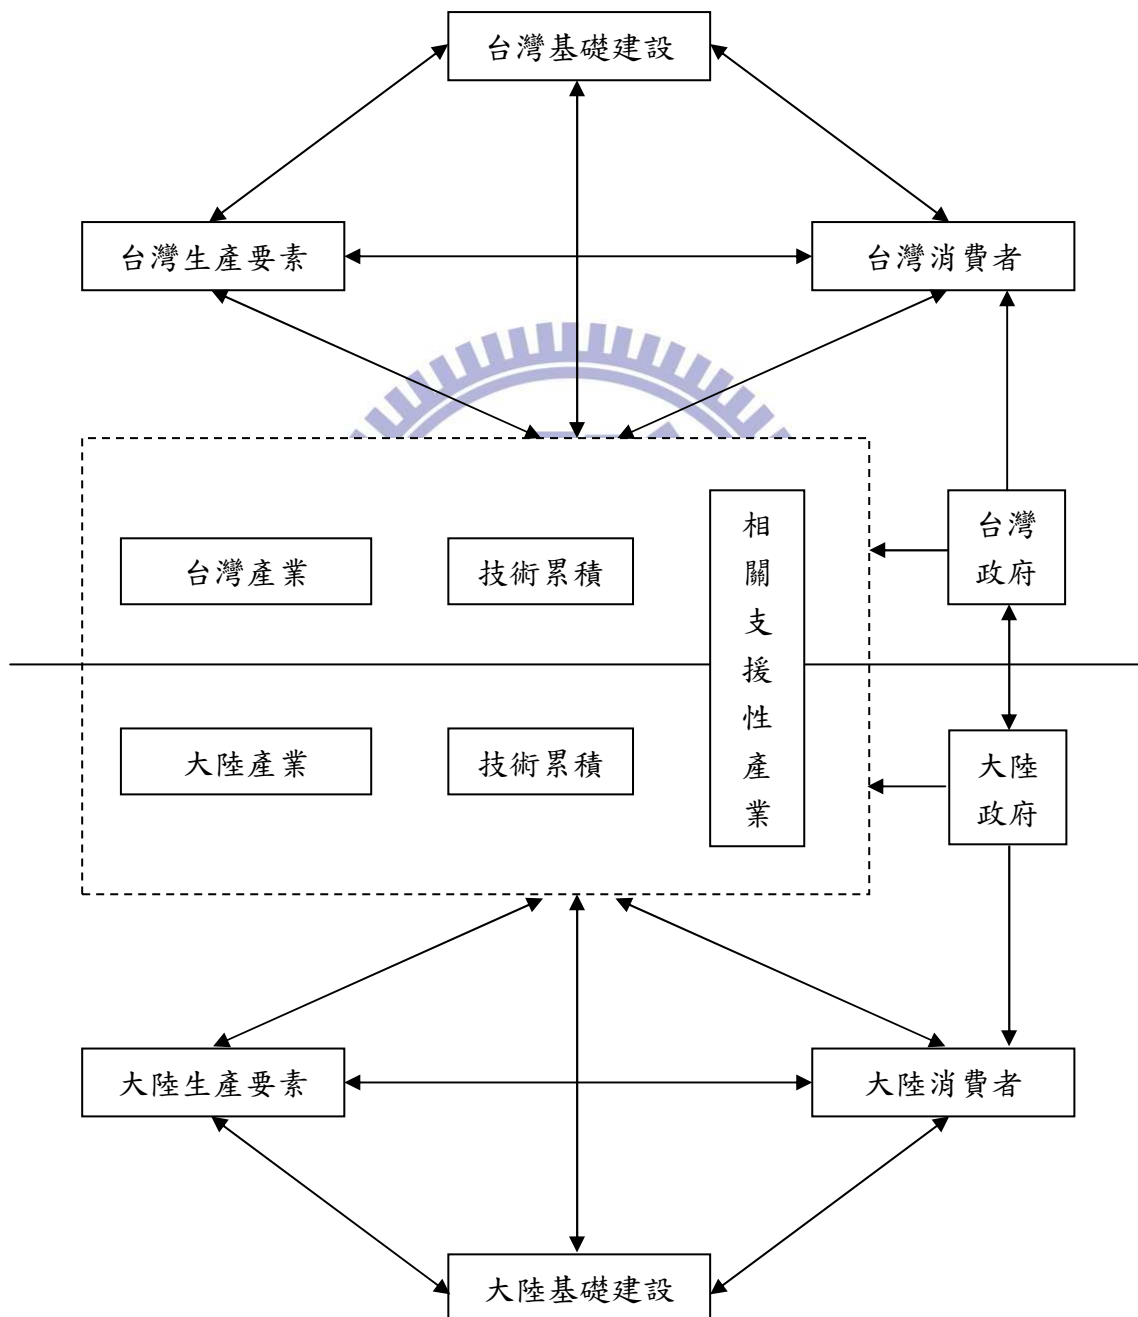 台灣基礎建設
台灣生產要素
台灣消費者
台灣產業
技術累積
相關支援性產業
台灣
政府
大陸產業
技術累積
大陸
政府
大陸生產要素
大陸消費者
大陸基礎建設